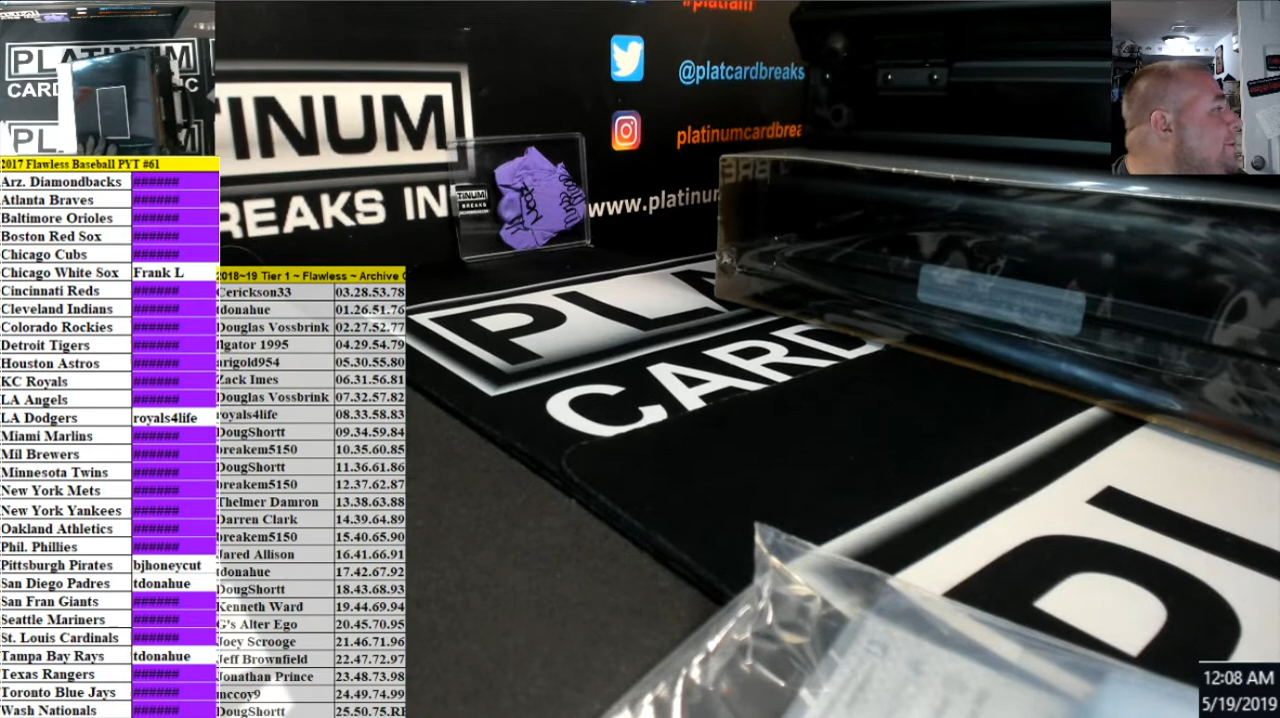 PLATINUM
CARD
C
PL
2017 Flawless Baseball PYT #61
Arz. Diamondbacks ######
Atlanta Braves ######
Baltimore Orioles ######
Boston Red Sox ######
Chicago Cubs ######
Chicago White Sox Frank L
Cincinati Reds ######
Cleveland Indians ######
Colorado Rockies ######
Detroit Tigers ######
Houston Astros ######
KC Royals ######
LA Angels ######
LA Dodgers royals4life
Miami Marlins ######
Mil Brewers ######
Minnesota Twins ######
New York Mets ######
New York Yankees ######
Oakland Athletics ######
Phil. Phillies ######
Pittsburgh Pirates bjhoneycut
San Diego Padres tdonahue
San Fran Giants ######
Seattle Mariners ######
St. Louis Cardinals ######
Tampa Bay Rays tdonahue
Texas Rangers ######
Toronto Blue Jays ######
Wash Nationals ######
2018~19 Tier 1 ~ Flawless ~ Archive
Cerickson33 03.28.53.78
tdonahue 01.26.51.76
Douglas Vossbrink 02.27.52.77
flgator 1995 04.29.54.79
arigold954 05.30.55.80
Zack Imes 06.31.56.81
Douglas Vossbrink 07.32.57.82
royals4life 08.33.58.83
DougShortt 09.34.59.84
breakem5150 10.35.60.85
DougShortt 11.36.61.86
breakem5150 12.37.62.87
Thelmer Damron 13.38.63.88
Darren Clark 14.39.64.89
breakem5150 15.40.65.90
Jared Allison 16.41.66.91
tdonahue 17.42.67.92
DougShortt 18.43.68.93
Kenneth Ward 19.44.69.94
G's Alter Ego 20.45.70.95
Joey Scrooge 21.46.71.96
Jeff Brownfield 22.47.72.97
Jonathan Prince 23.48.73.98
mccoy9 24.49.74.99
DougShortt 25.50.75.RE
TINUM
REAKS IN
TINUM
BREAKS
#platfam
@platcardbreaks
platinumcardbrea
www.platinum
PLA
CARD
12:08 AM
5/19/2019